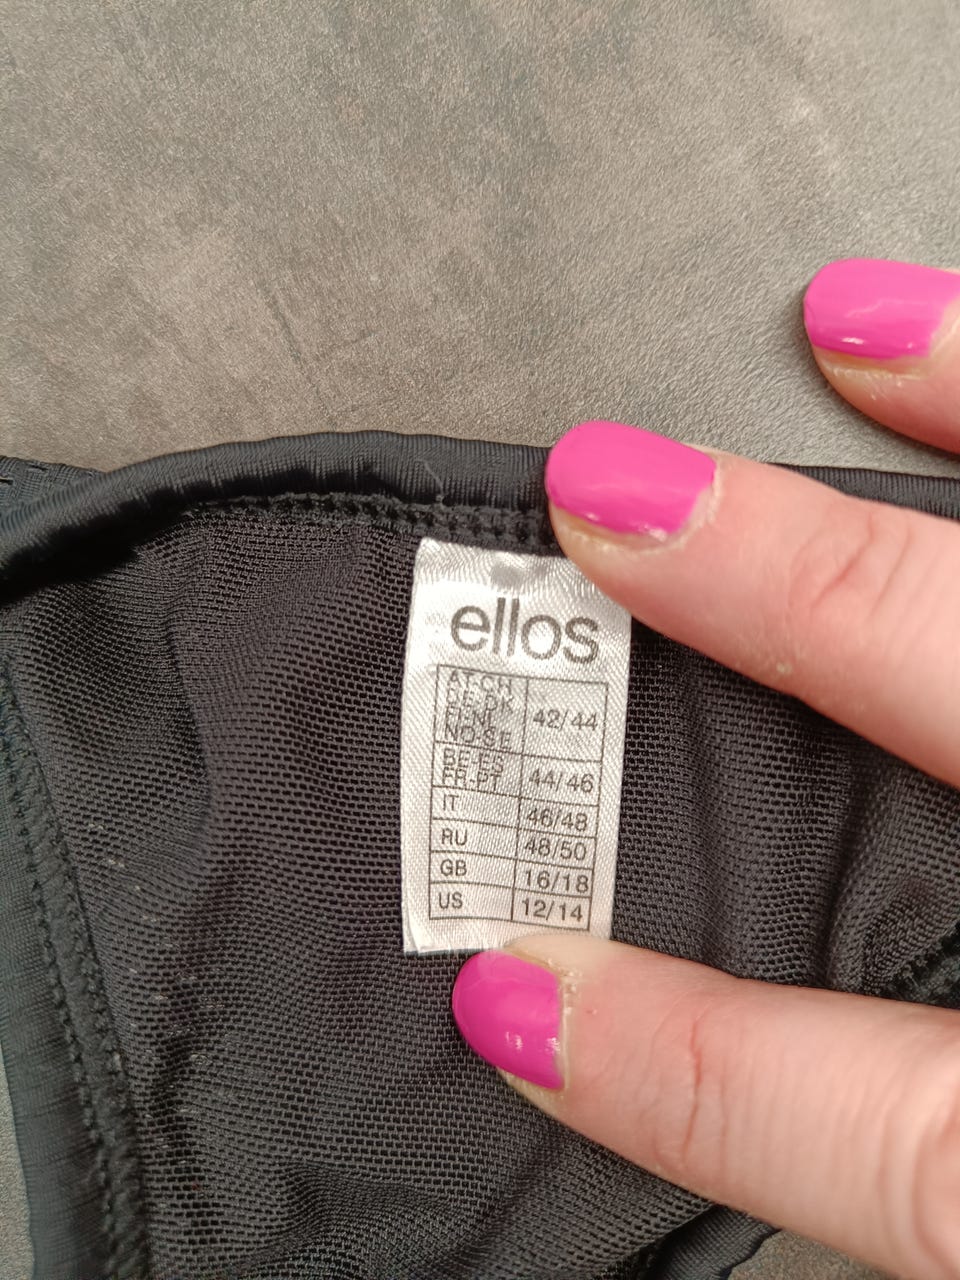 ellos
AT-CH
DE-DK
FI-NL
NO-SE
42/44
BE-ES
FR-PT
44/46
IT
46/48
RU
48/50
GB
16/18
US
12/14